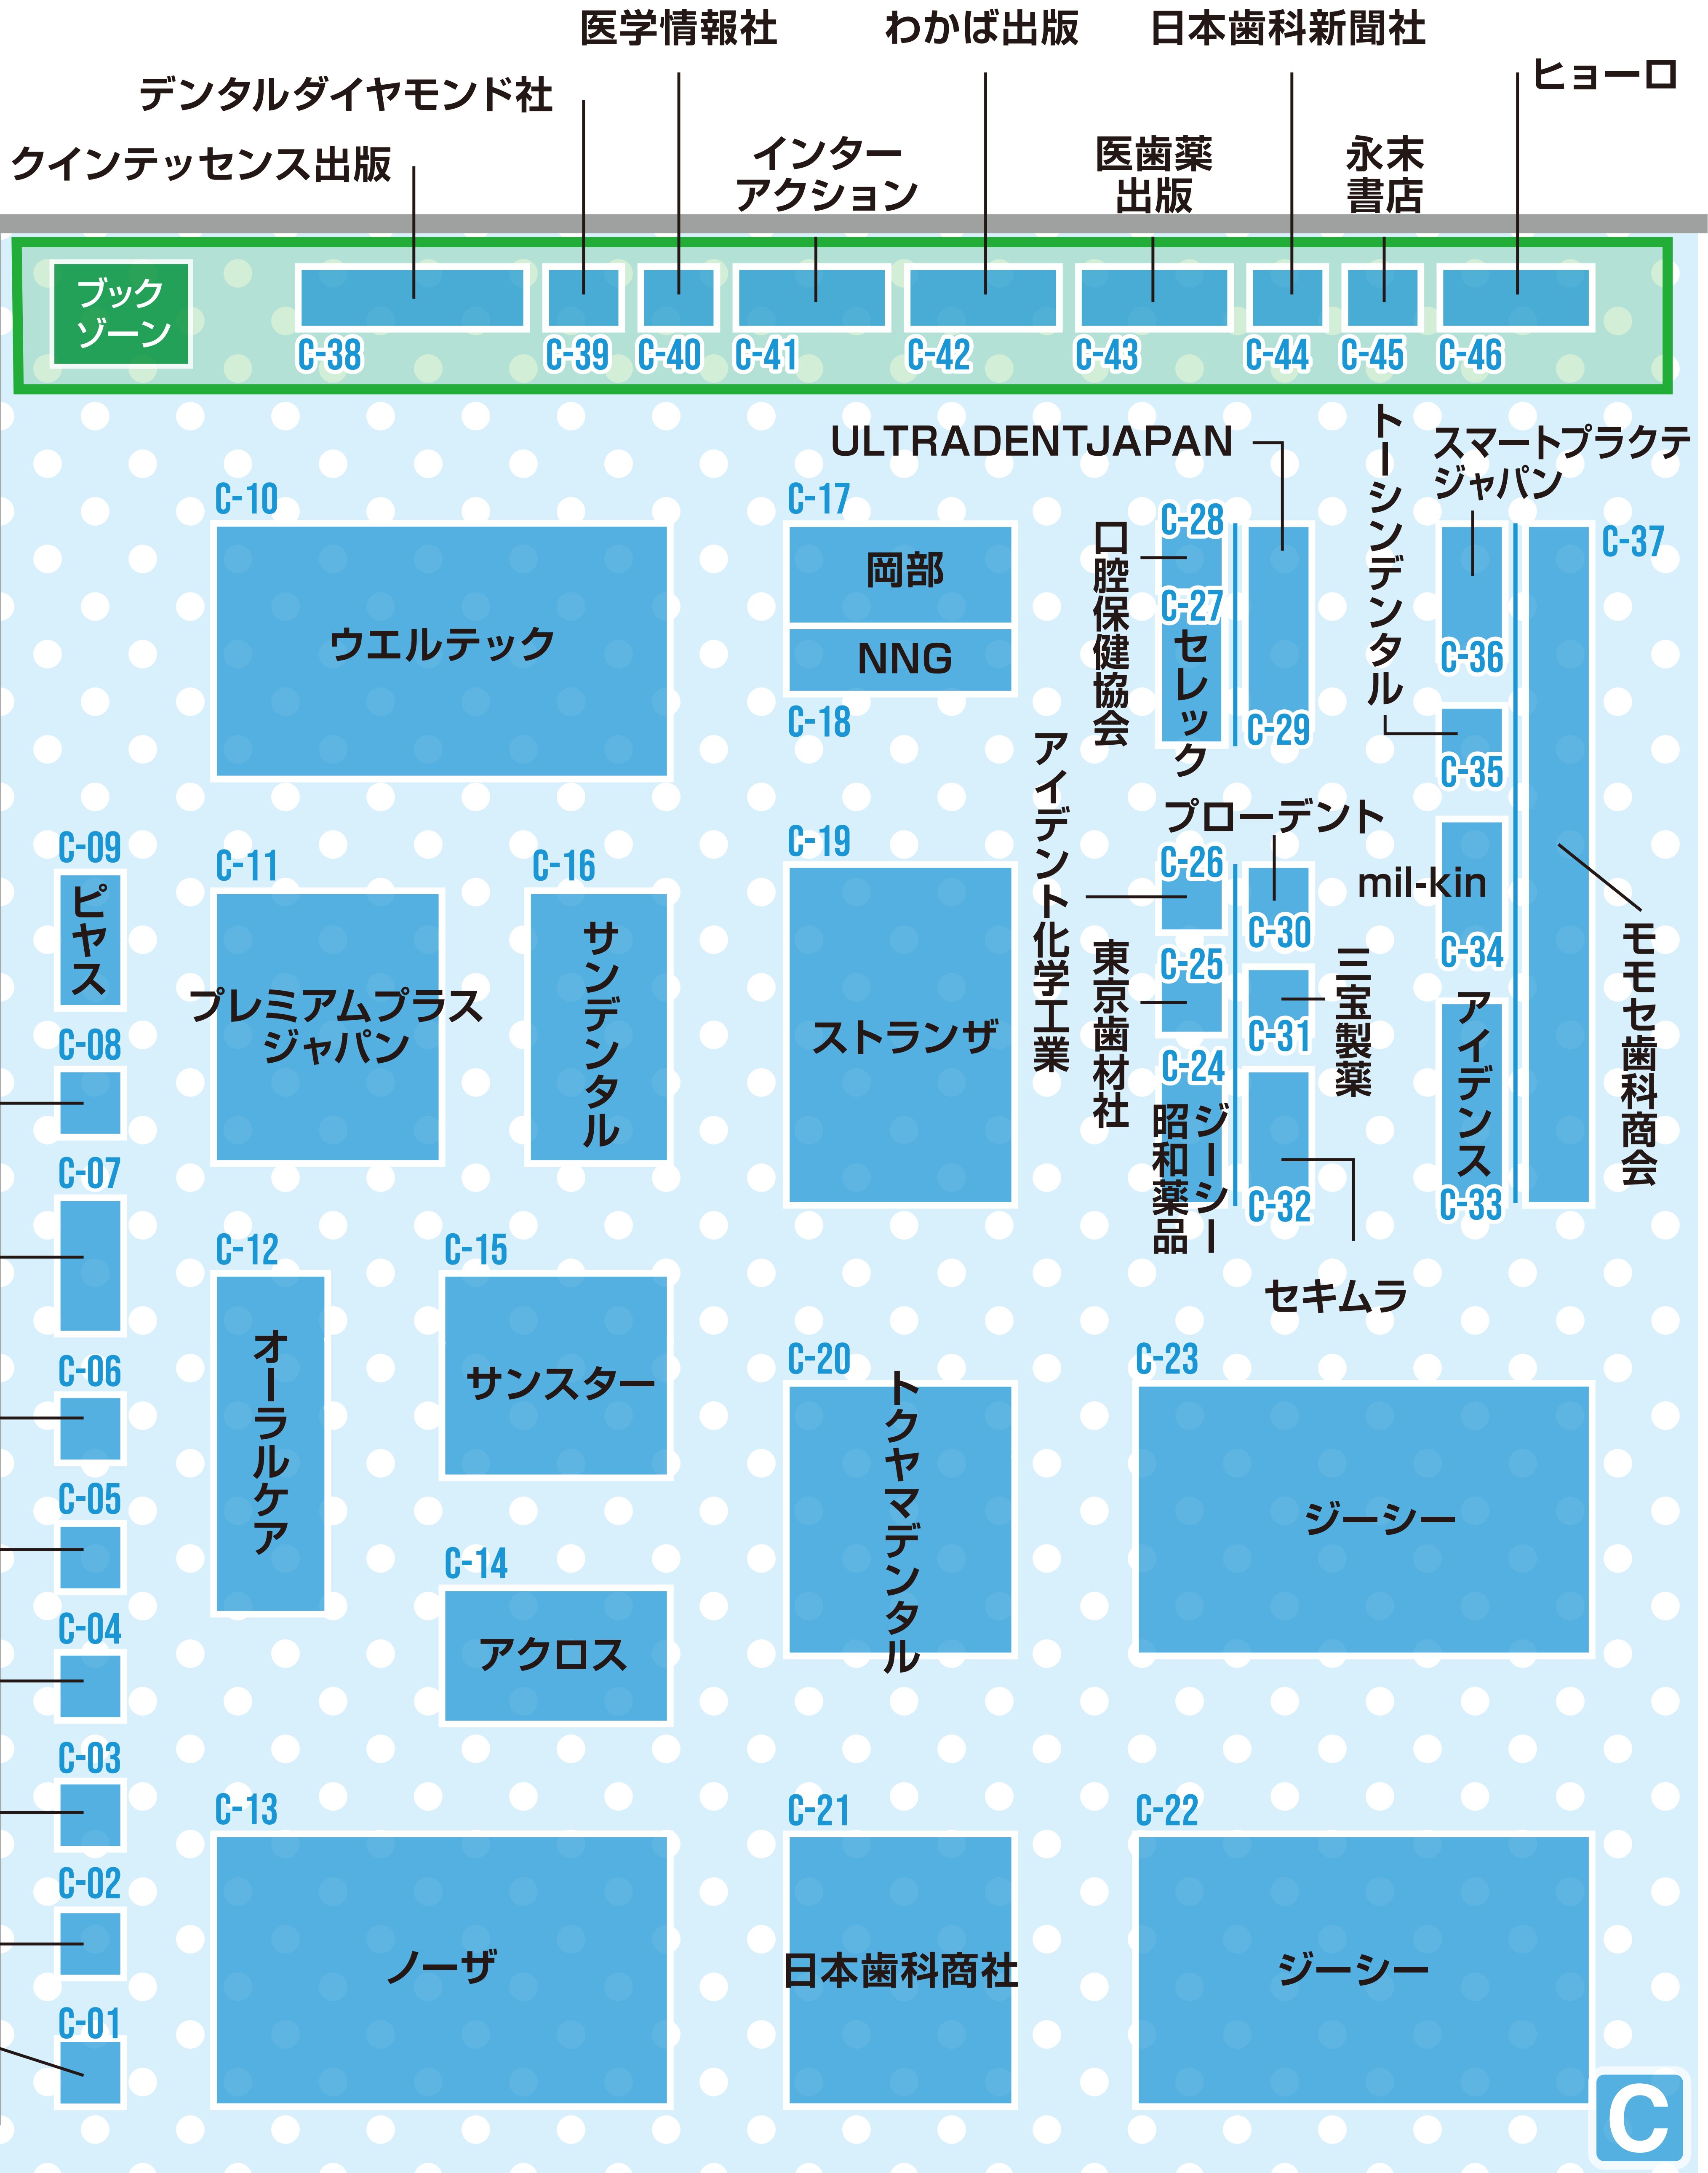 医学情報社
わかば出版
日本歯科新聞社
ヒョーロ
デンタルダイヤモンド社
クインテッセンス出版
インター
アクション
医歯薬
出版
永末
書店
ブック
ゾーン
C-38
C-39
C-40
C-41
C-42
C-43
C-44
C-45
C-46
ULTRADENTJAPAN
トーシンデンタル
スマートプラクテ
ジャパン
C-10
ウエルテック
C-17
岡部
NNG
C-18
口腔保健協会
C-28
C-27
セレック
C-29
C-36
C-35
C-37
モモセ歯科商会
C-09
ピヤス
C-08
C-07
C-06
C-05
C-04
C-03
C-02
C-01
C-11
プレミアムプラス
ジャパン
C-16
サンデンタル
C-19
ストランザ
アイデント化学工業
東京歯材社
プローデント
C-26
C-25
C-24
ジーシー
昭和薬品
C-30
C-31
C-32
三宝製薬
セキムラ
mil-kin
C-34
アイデンス
C-33
C-12
オーラルケア
C-15
サンスター
C-14
アクロス
C-20
トクヤマデンタル
C-23
ジーシー
C-13
ノーザ
C-21
日本歯科商社
C-22
ジーシー
C